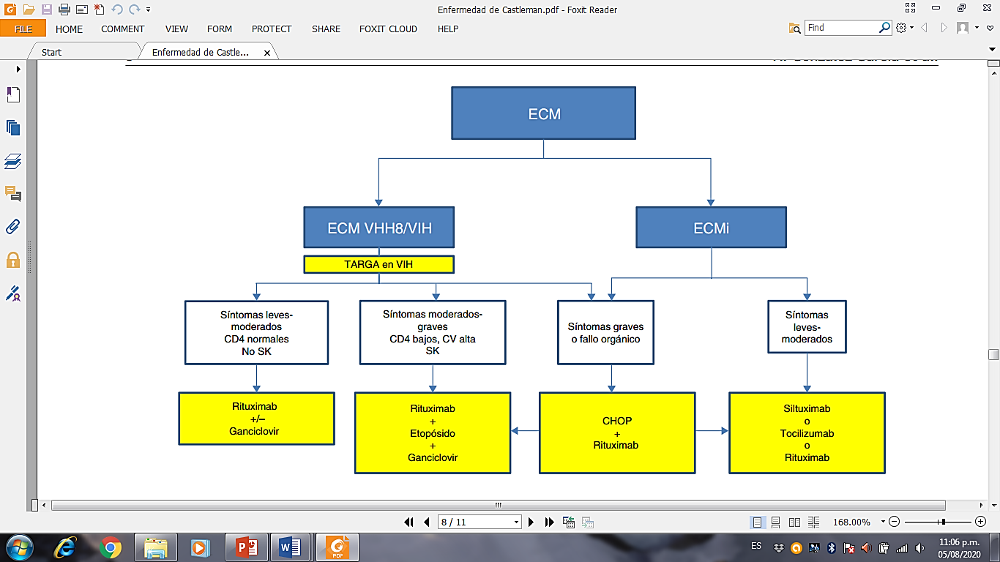 Enfermedad de Castleman.pdf - Foxit Reader
FILE
HOME
COMMENT
VIEW
FORM
PROTECT
SHARE
FOXIT CLOUD
HELP
Find
Start
Enfermedad de Castle...
ECM
ECM VHH8/VIH
ECMi
TARGA en VIH
Síntomas leves-
moderados
CD4 normales
No SK
Síntomas moderados-
graves
CD4 bajos, CV alta
SK
Síntomas graves
o fallo orgánico
Síntomas
leves-
moderados
Rituximab
+/–
Ganciclovir
Rituximab
+
Etopósido
+
Ganciclovir
CHOP
+
Rituximab
Siltuximab
o
Tocilizumab
o
Rituximab
8 / 11
168.00%
PDF
ES
11:06 p.m.
05/08/2020